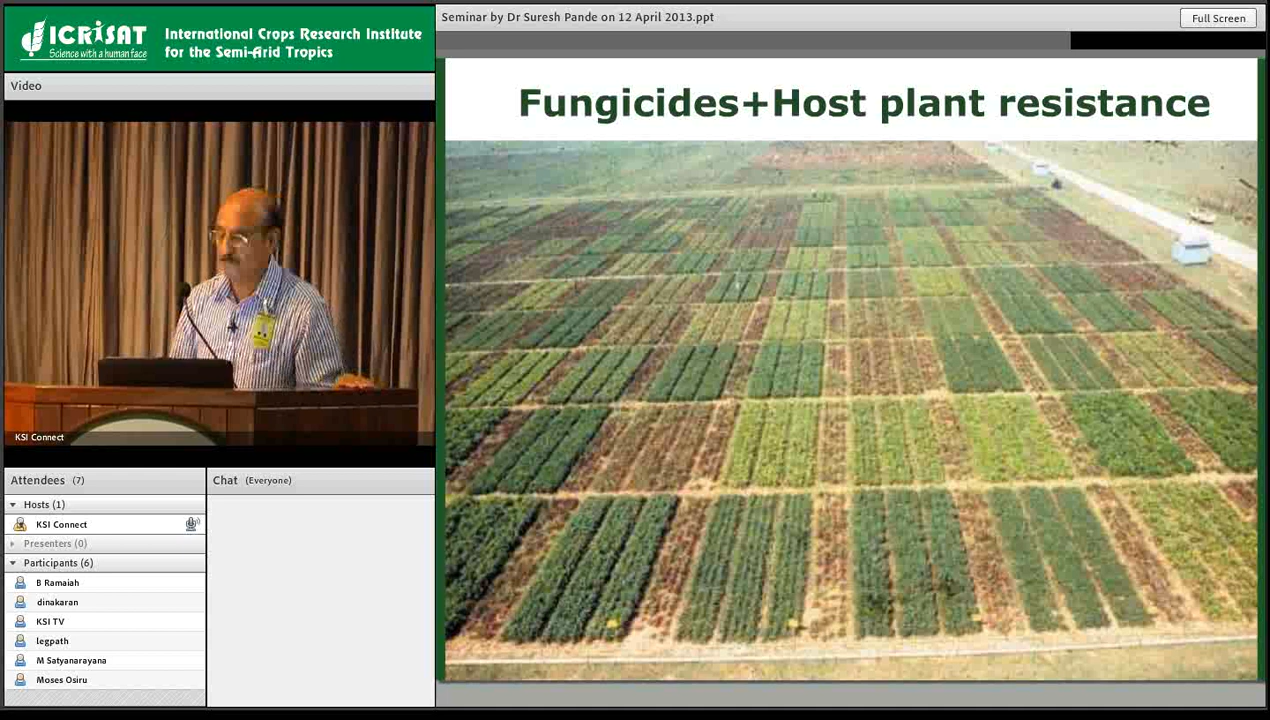 ICRISAT
Science with a human face
International Crops Research Institute
for the Semi-Arid Tropics
Seminar by Dr Suresh Pande on 12 April 2013.ppt
Full Screen
Video
Fungicides+Host plant resistance
KSI Connect
Attendees (7)
Hosts (1)
KSI Connect
Presenters (0)
Participants (6)
B Ramaiah
dinakaran
KSI TV
legpath
M Satyanarayana
Moses Osiru
Chat (Everyone)